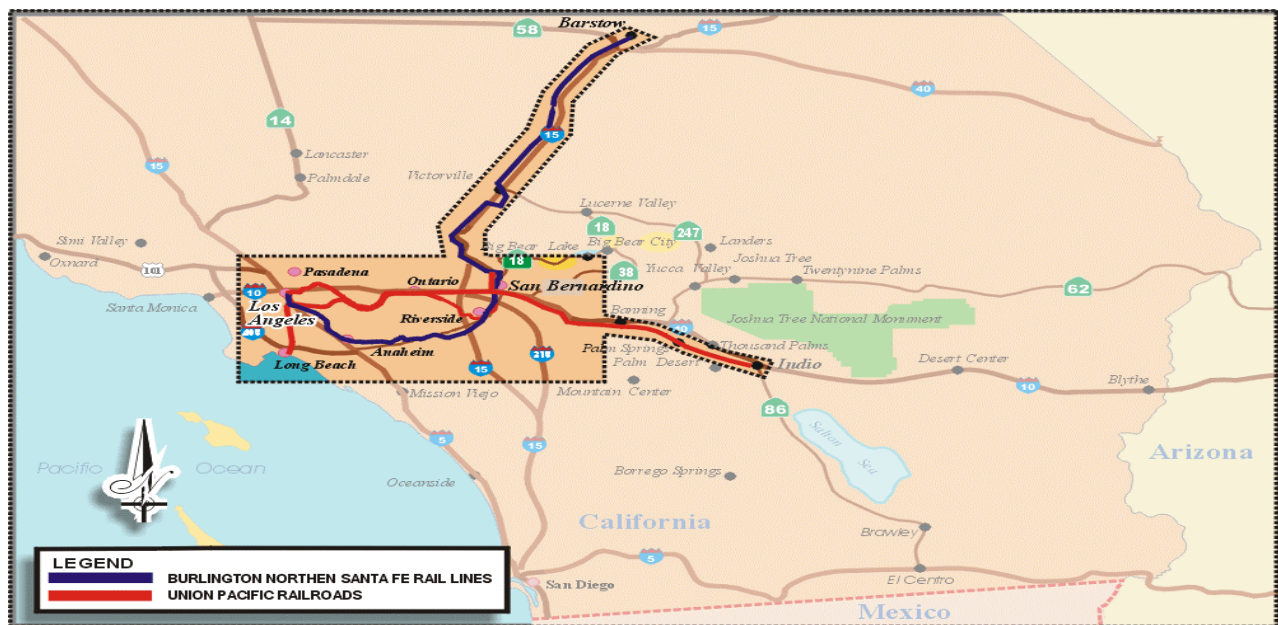 Barstow
58
15
40
14
15
Lancaster
Palmdale
Victorville
Lucerne Valley
18
247
Simi Valley
Oxnard
101
Big Bear Lake
Big Bear City
Landers
18
38
Yucca Valley
Joshua Tree
Twentynine Palms
Pasadena
Ontario
San Bernardino
62
10
Santa Monica
Los
Angeles
Riverside
Banning
10
Joshua Tree National Monument
Anaheim
Long Beach
15
Palm Springs
Thousand Palms
Palm Desert
Indio
Desert Center
10
Blythe
Mission Viejo
Mountain Center
86
5
15
Salton
Sea
Arizona
Pacific Ocean
N
Oceanside
Borrego Springs
California
Brawley
5
El Centro
San Diego
Mexico
LEGEND
BURLINGTON NORTHEN SANTA FE RAIL LINES
UNION PACIFIC RAILROADS